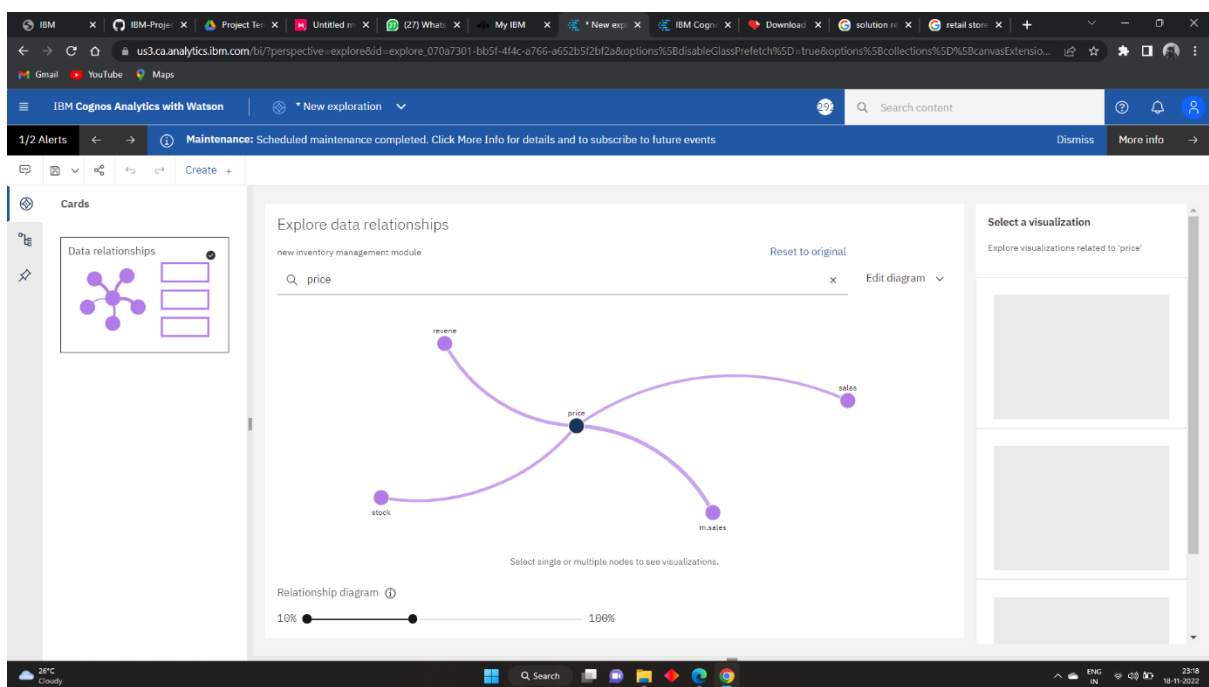 IBM
IBM-Projec
Project Ten
Untitled m
(27) Whats
My IBM
* New expl
IBM Cogno
Download
solution re
retail store
us3.ca.analytics.ibm.com/bi/?perspective=explore&id=explore_070a7301-bb5f-4f4c-a766-a652b5f2bf2a&options%5BdisableGlassPrefetch%5D=true&options%5Bcollections%5D%5BcanvasExtensio...
Gmail YouTube Maps
IBM Cognos Analytics with Watson
* New exploration
Search content
1/2 Alerts
Maintenance: Scheduled maintenance completed. Click More Info for details and to subscribe to future events
Dismiss
More info
Create +
Cards
Data relationships
Explore data relationships
new inventory management module
Reset to original
price
Edit diagram
revene
sales
price
stock
m.sales
Select single or multiple nodes to see visualizations.
Relationship diagram
10%
100%
Select a visualization
Explore visualizations related to 'price'
26°C
Cloudy
Search
ENG
IN
23:18
18-11-2022